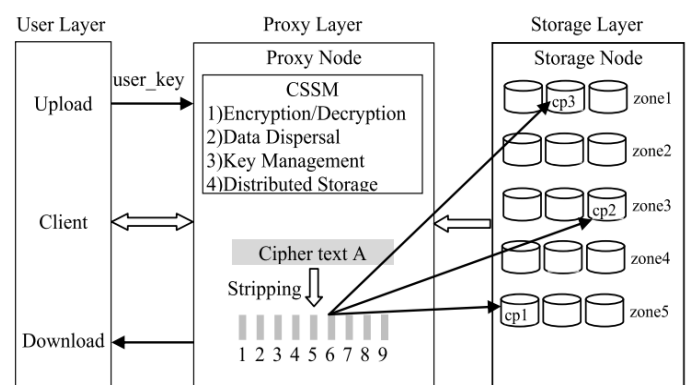 User Layer
Proxy Layer
Storage Layer
Proxy Node
Storage Node
user_key
Upload
CSSM
1)Encryption/Decryption
2)Data Dispersal
3)Key Management
4)Distributed Storage
cp3
zone1
zone2
Client
cp2
zone3
Cipher text A
zone4
Stripping
cp1
zone5
Download
1 2 3 4 5 6 7 8 9